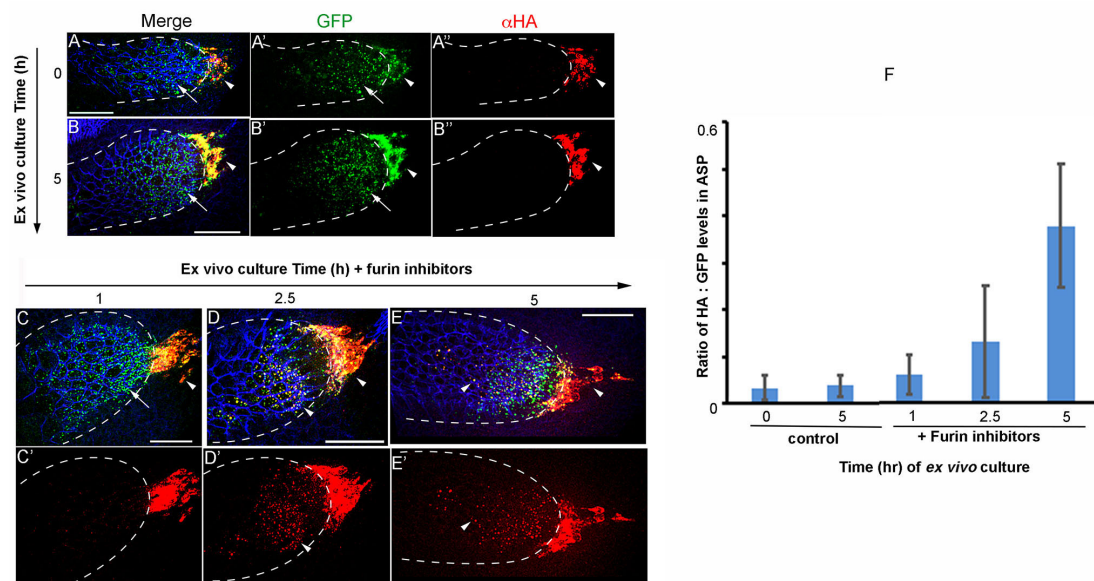 Merge GFP αHA
A A' A''
0
B B' B''
5
Ex vivo culture Time (h)
Ex vivo culture Time (h) + furin inhibitors
1 2.5 5
C D E
C' D' E'
F
0.6
0
Ratio of HA : GFP levels in ASP
0 5 1 2.5 5
control + Furin inhibitors
Time (hr) of ex vivo culture